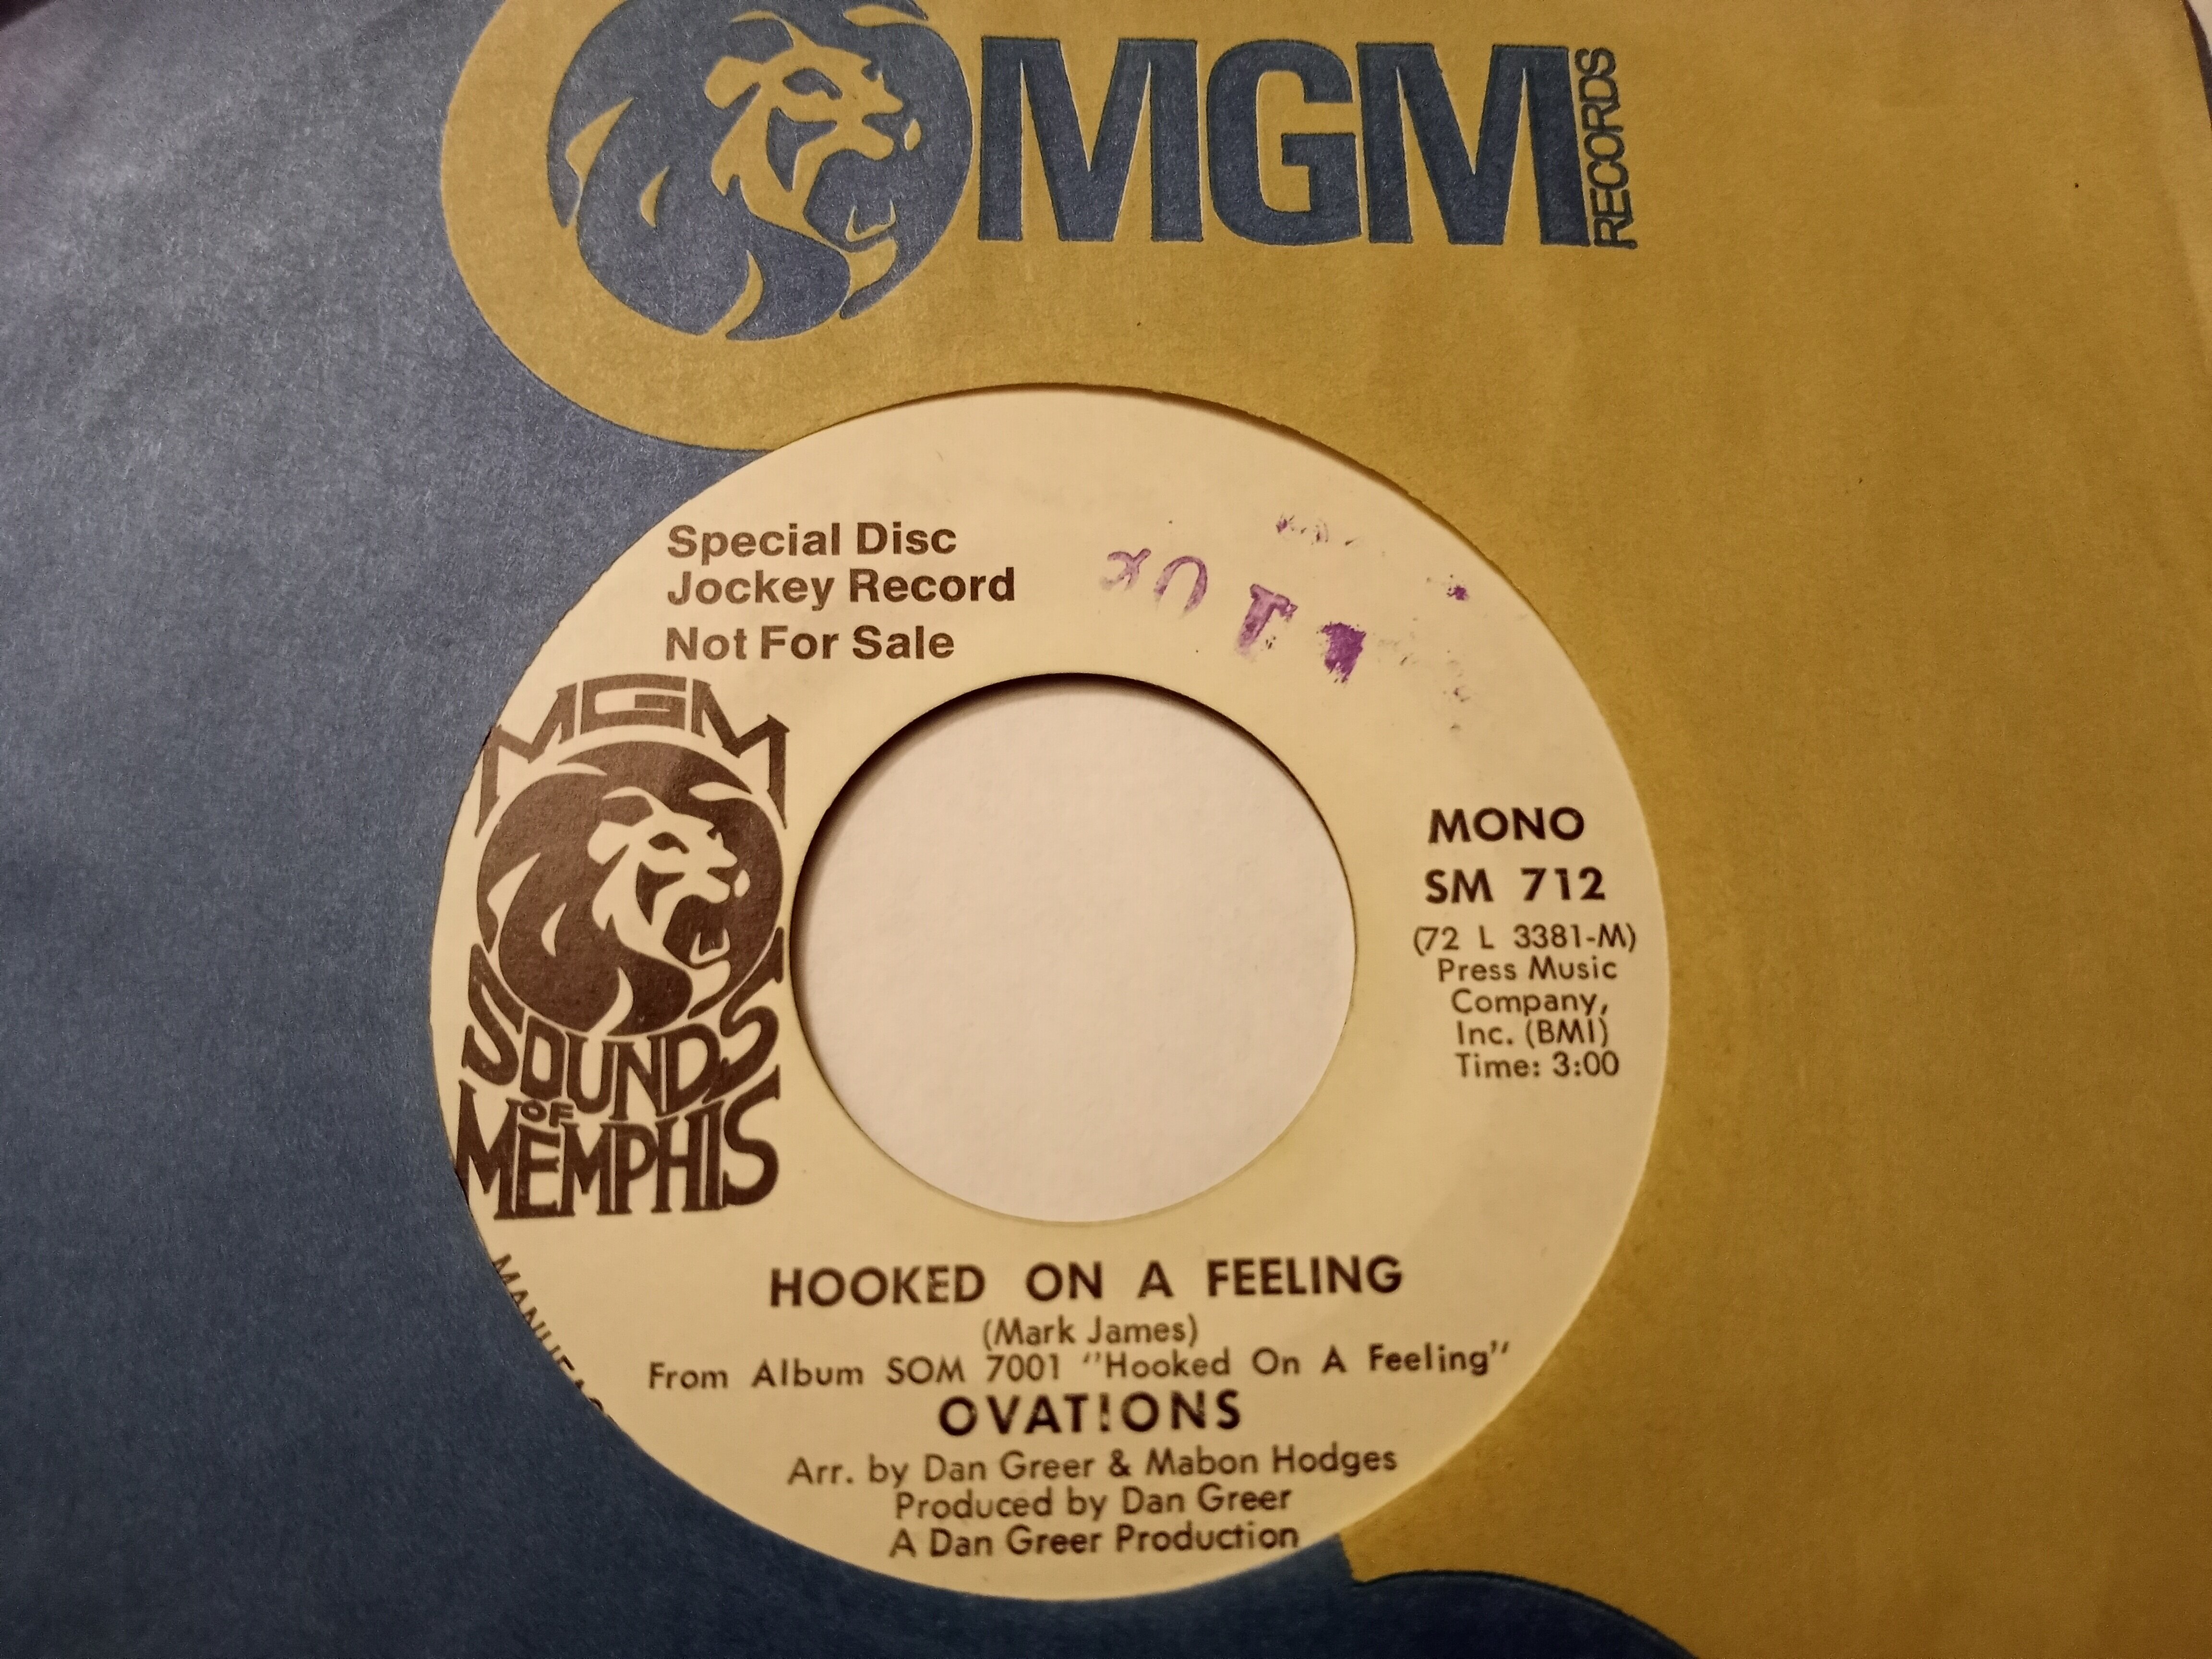 MGM
RECORDS
Special Disc
Jockey Record
Not For Sale
MGM
SOUNDS
OF
MEMPHIS
MONO
SM 712
(72 L 3381-M)
Press Music
Company,
Inc. (BMI)
Time: 3:00
HOOKED ON A FEELING
(Mark James)
From Album SOM 7001 "Hooked On A Feeling"
OVAT!ONS
Arr. by Dan Greer & Mabon Hodges
Produced by Dan Greer
A Dan Greer Production